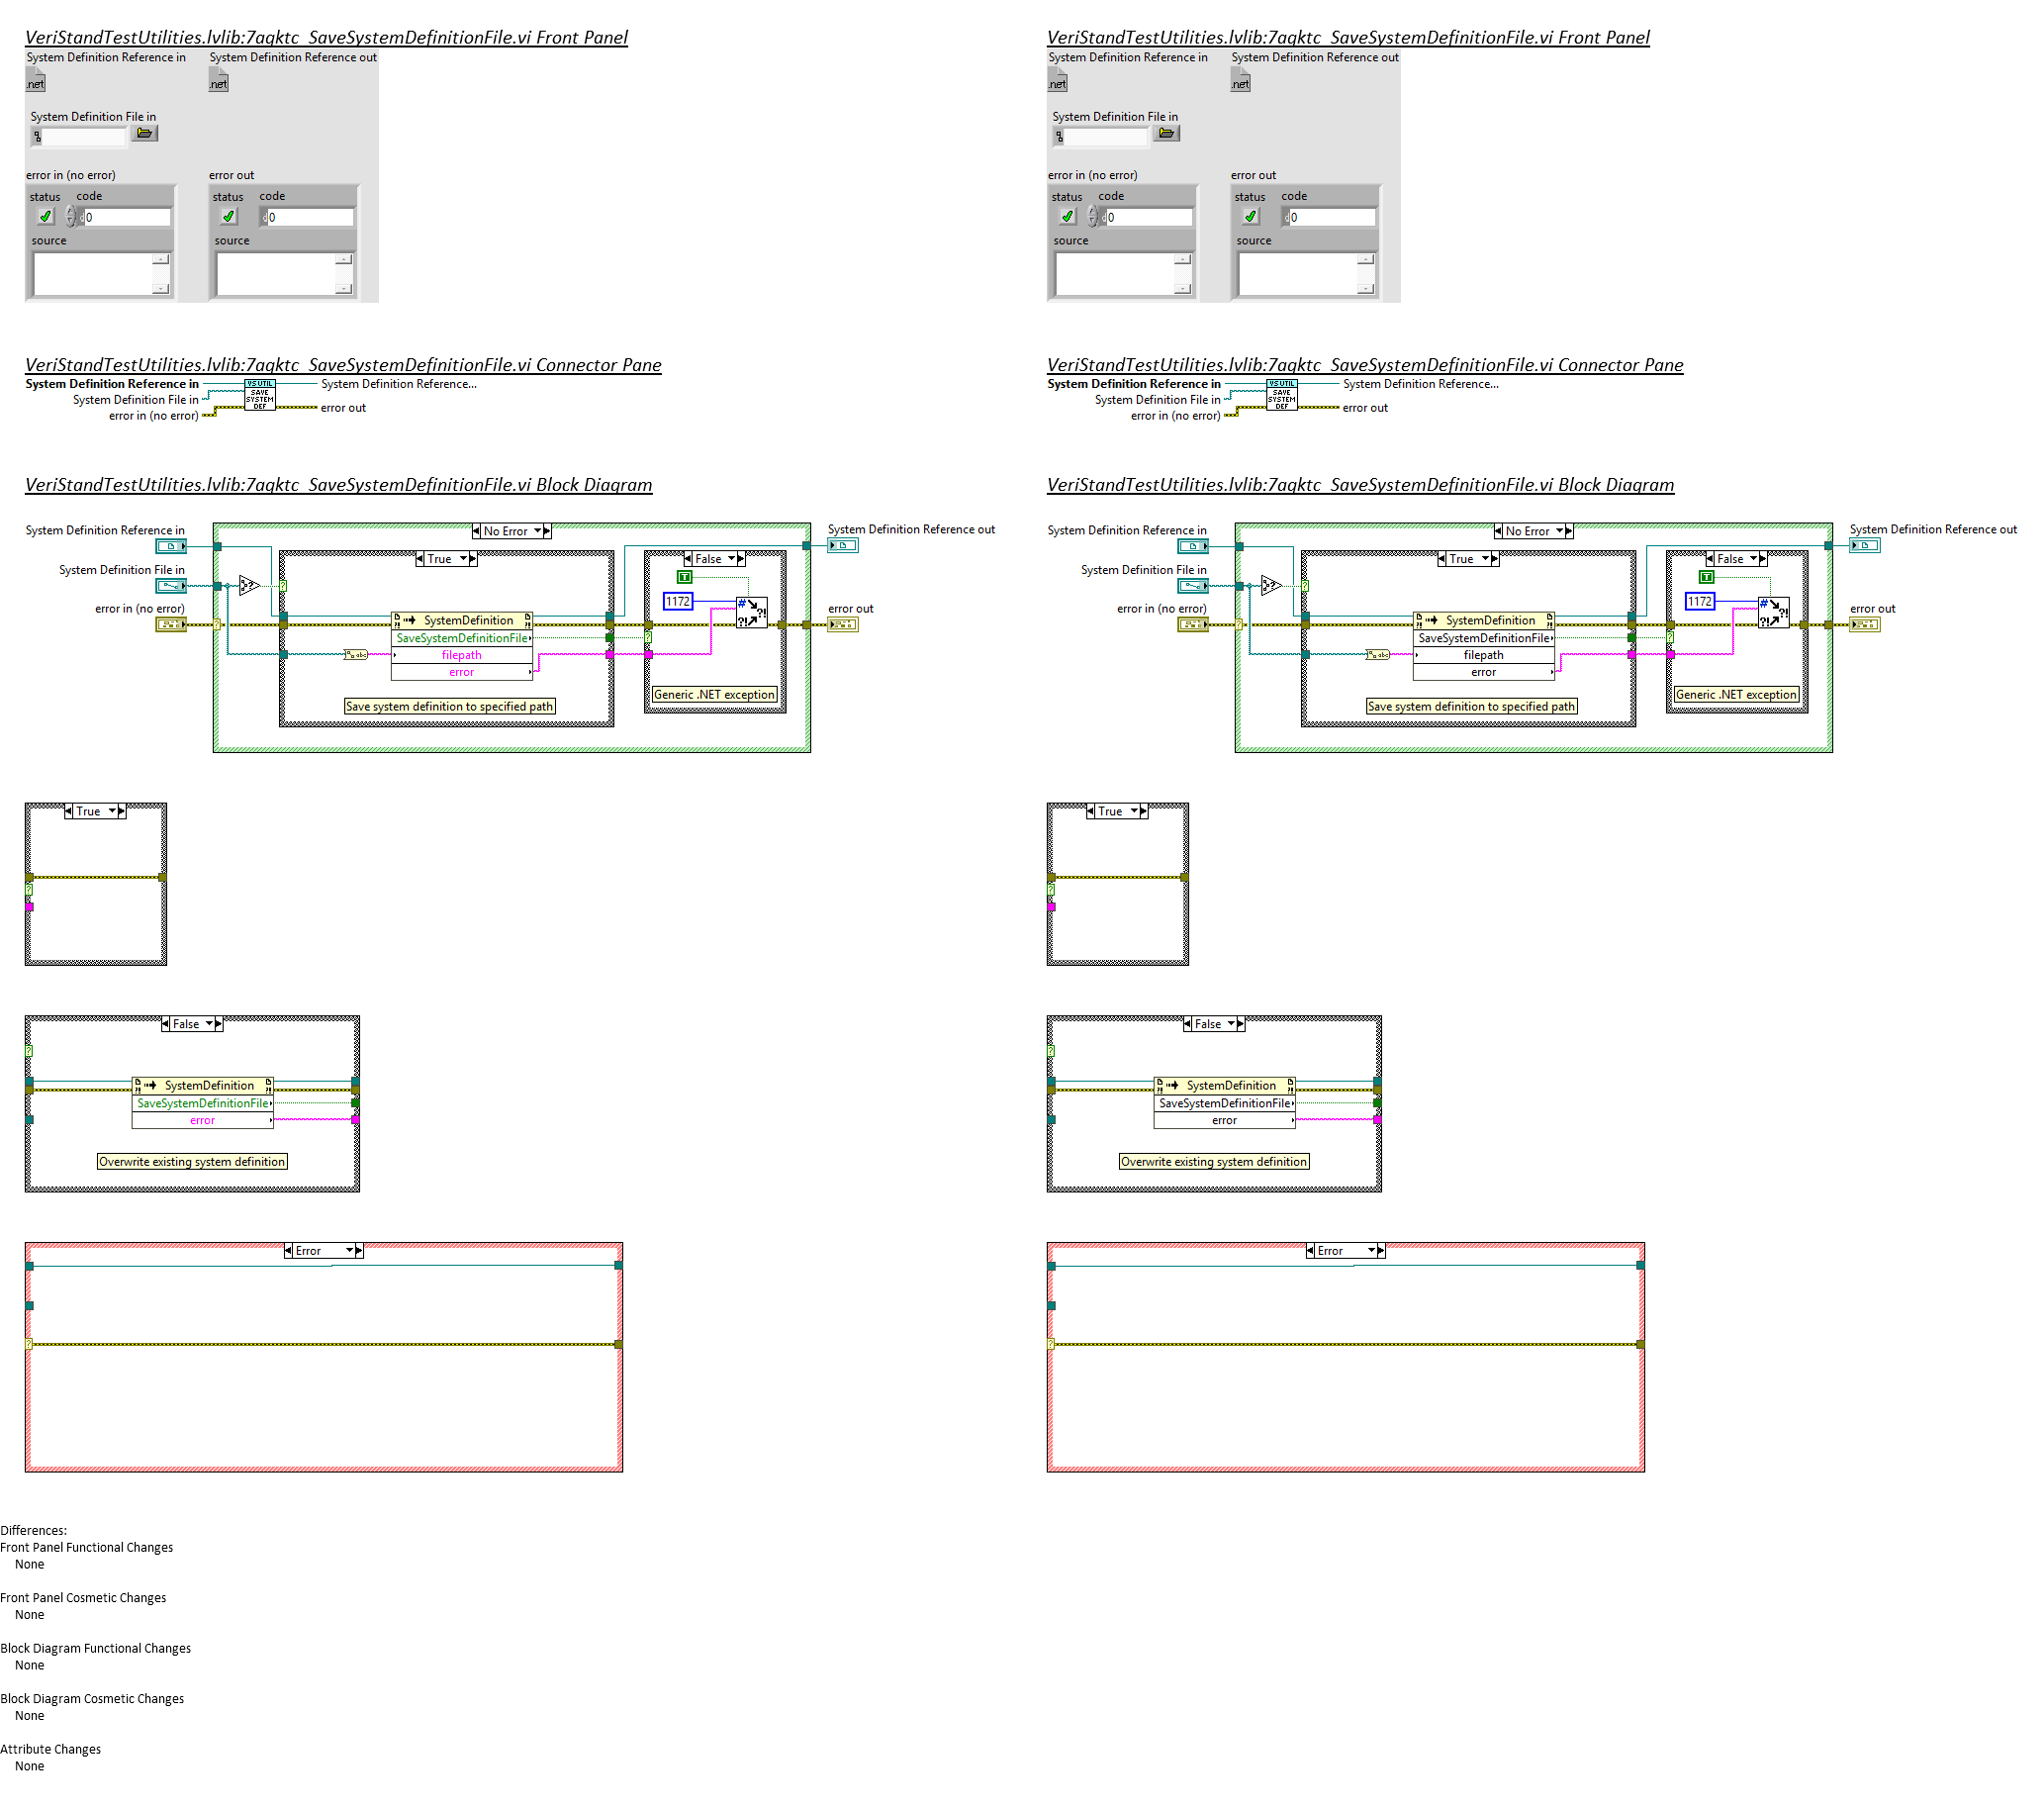 VeriStandTestUtilities.lvlib:7aqktc_SaveSystemDefinitionFile.vi Front Panel
System Definition Reference in
System Definition Reference out
.net
.net
System Definition File in
error in (no error)
error out
status
code
status
code
0
0
source
source
VeriStandTestUtilities.lvlib:7aqktc_SaveSystemDefinitionFile.vi Connector Pane
System Definition Reference in
VS UTIL
System Definition Reference...
System Definition File in
SAVE
SYSTEM
DEF
error in (no error)
error out
VeriStandTestUtilities.lvlib:7aqktc_SaveSystemDefinitionFile.vi Block Diagram
System Definition Reference in
No Error
System Definition Reference out
True
False
System Definition File in
T
1172
error in (no error)
error out
SystemDefinition
SaveSystemDefinitionFile
filepath
error
Generic .NET exception
Save system definition to specified path
True
False
SystemDefinition
SaveSystemDefinitionFile
error
Overwrite existing system definition
Error
VeriStandTestUtilities.lvlib:7aqktc_SaveSystemDefinitionFile.vi Front Panel
System Definition Reference in
System Definition Reference out
.net
.net
System Definition File in
error in (no error)
error out
status
code
status
code
0
0
source
source
VeriStandTestUtilities.lvlib:7aqktc_SaveSystemDefinitionFile.vi Connector Pane
System Definition Reference in
VS UTIL
System Definition Reference...
System Definition File in
SAVE
SYSTEM
DEF
error in (no error)
error out
VeriStandTestUtilities.lvlib:7aqktc_SaveSystemDefinitionFile.vi Block Diagram
System Definition Reference in
No Error
System Definition Reference out
True
False
System Definition File in
T
1172
error in (no error)
error out
SystemDefinition
SaveSystemDefinitionFile
filepath
error
Generic .NET exception
Save system definition to specified path
True
False
SystemDefinition
SaveSystemDefinitionFile
error
Overwrite existing system definition
Error
Differences:
Front Panel Functional Changes
None
Front Panel Cosmetic Changes
None
Block Diagram Functional Changes
None
Block Diagram Cosmetic Changes
None
Attribute Changes
None